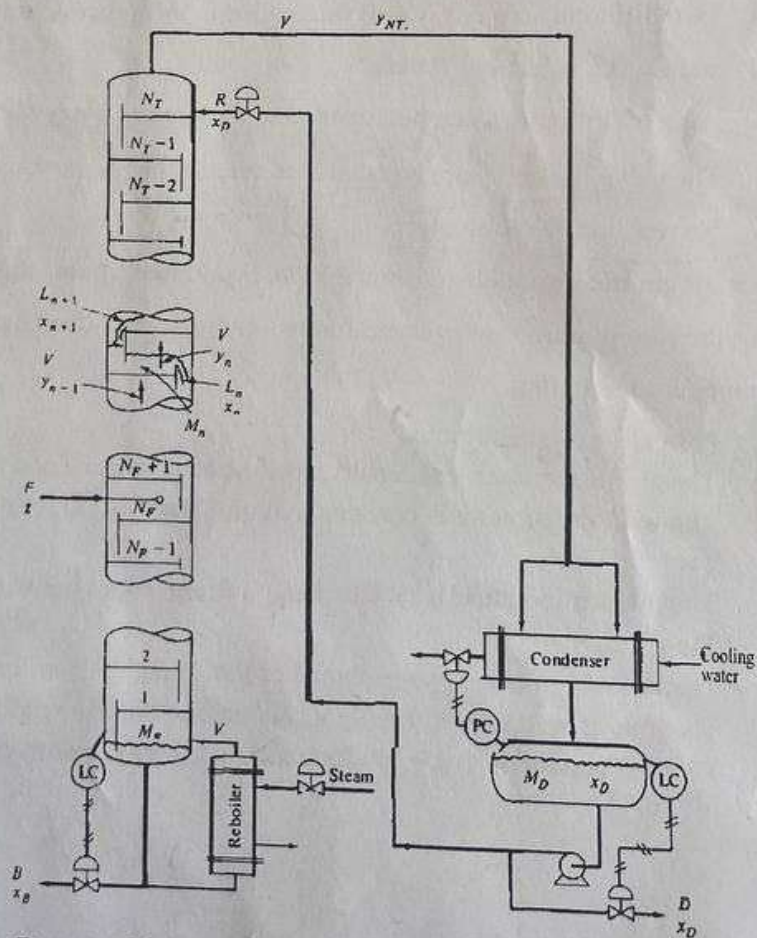 V y_NT.
N_T
R
x_D
N_T − 1
N_T − 2
L_n+1
x_n+1
V
y_n
V
y_n−1
L_n
x_n
M_n
N_F + 1
F
z
N_F
N_F − 1
2
1
M_B
V
LC
Reboiler
Steam
B
x_B
Condenser
Cooling
water
PC
M_D x_D
LC
D
x_D